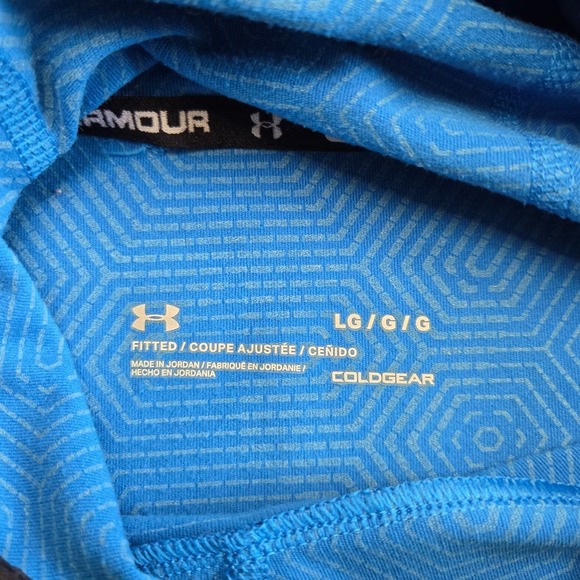 ARMOUR
LG / G / G
FITTED / COUPE AJUSTÉE / CEÑIDO
MADE IN JORDAN / FABRIQUÉ EN JORDANIE /
HECHO EN JORDANIA
COLDGEAR